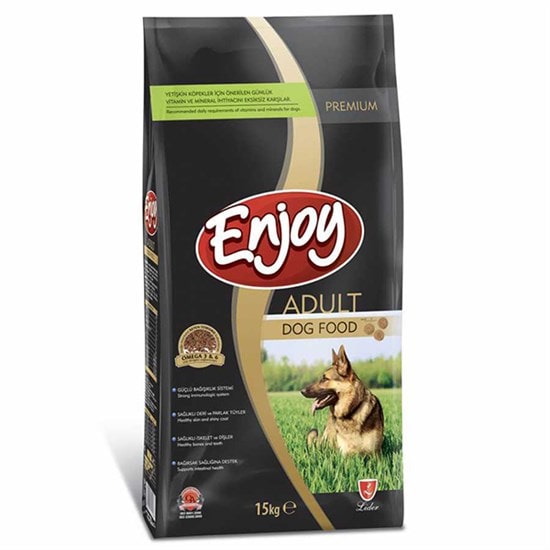 YETİŞKİN KÖPEKLER İÇİN ÖNERİLEN GÜNLÜK
VİTAMİN VE MİNERAL İHTİYACINI EKSİKSİZ KARŞILAR.
Recommended daily requirements of vitamins and minerals for dogs.
PREMIUM
Enjoy
ADULT
DOG FOOD
OMEGA 3 & 6
GÜÇLÜ BAĞIŞIKLIK SİSTEMİ
Strong immunologic system
SAĞLIKLI DERİ ve PARLAK TÜYLER
Healthy skin and shiny coat
SAĞLIKLI İSKELET ve DİŞLER
Healthy bones and teeth
BAĞIRSAK SAĞLIĞINA DESTEK
Supports intestinal health
15kg ℮
Lider